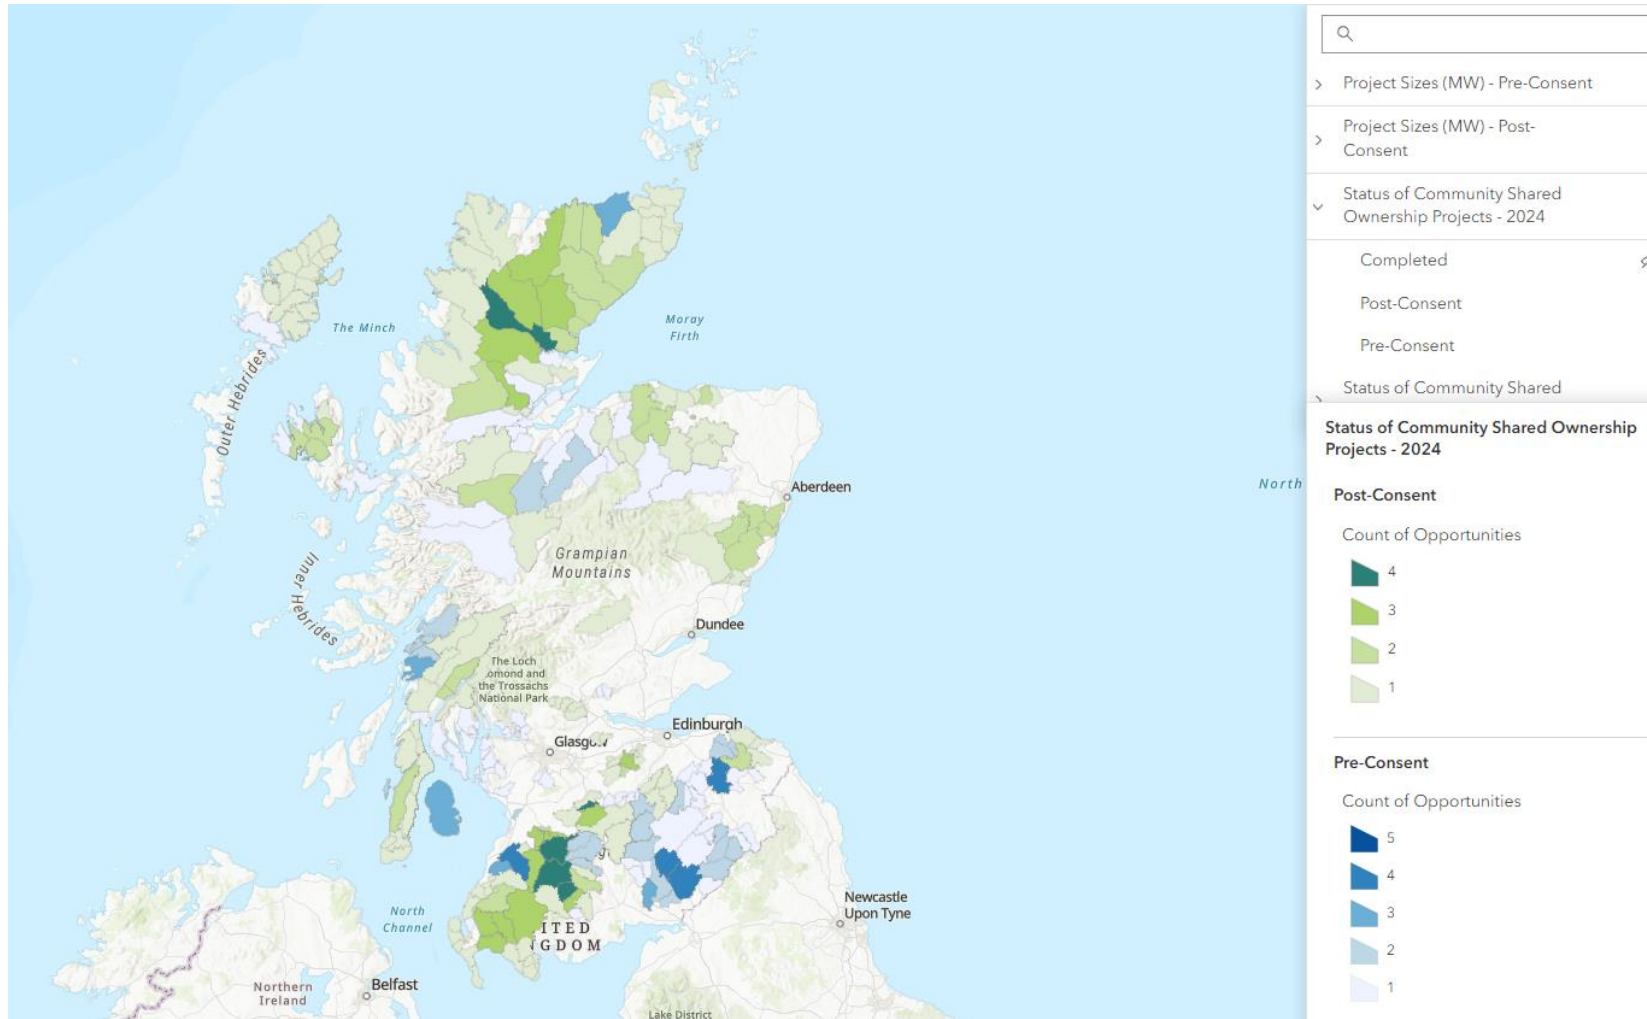 Project Sizes (MW) - Pre-Consent
Project Sizes (MW) - Post-
Consent
Status of Community Shared
Ownership Projects - 2024
Completed
Post-Consent
Pre-Consent
Status of Community Shared
Status of Community Shared Ownership
Projects - 2024
Post-Consent
Count of Opportunities
4
3
2
1
Pre-Consent
Count of Opportunities
5
4
3
2
1
The Minch
Moray
Firth
Outer Hebrides
North
Aberdeen
Grampian
Mountains
Inner Hebrides
Dundee
The Loch
omond and
the Trossachs
National Park
Edinburgh
Glasgow
North
Channel
ITED
GDOM
Newcastle
Upon Tyne
Northern
Ireland
Belfast
Lake District